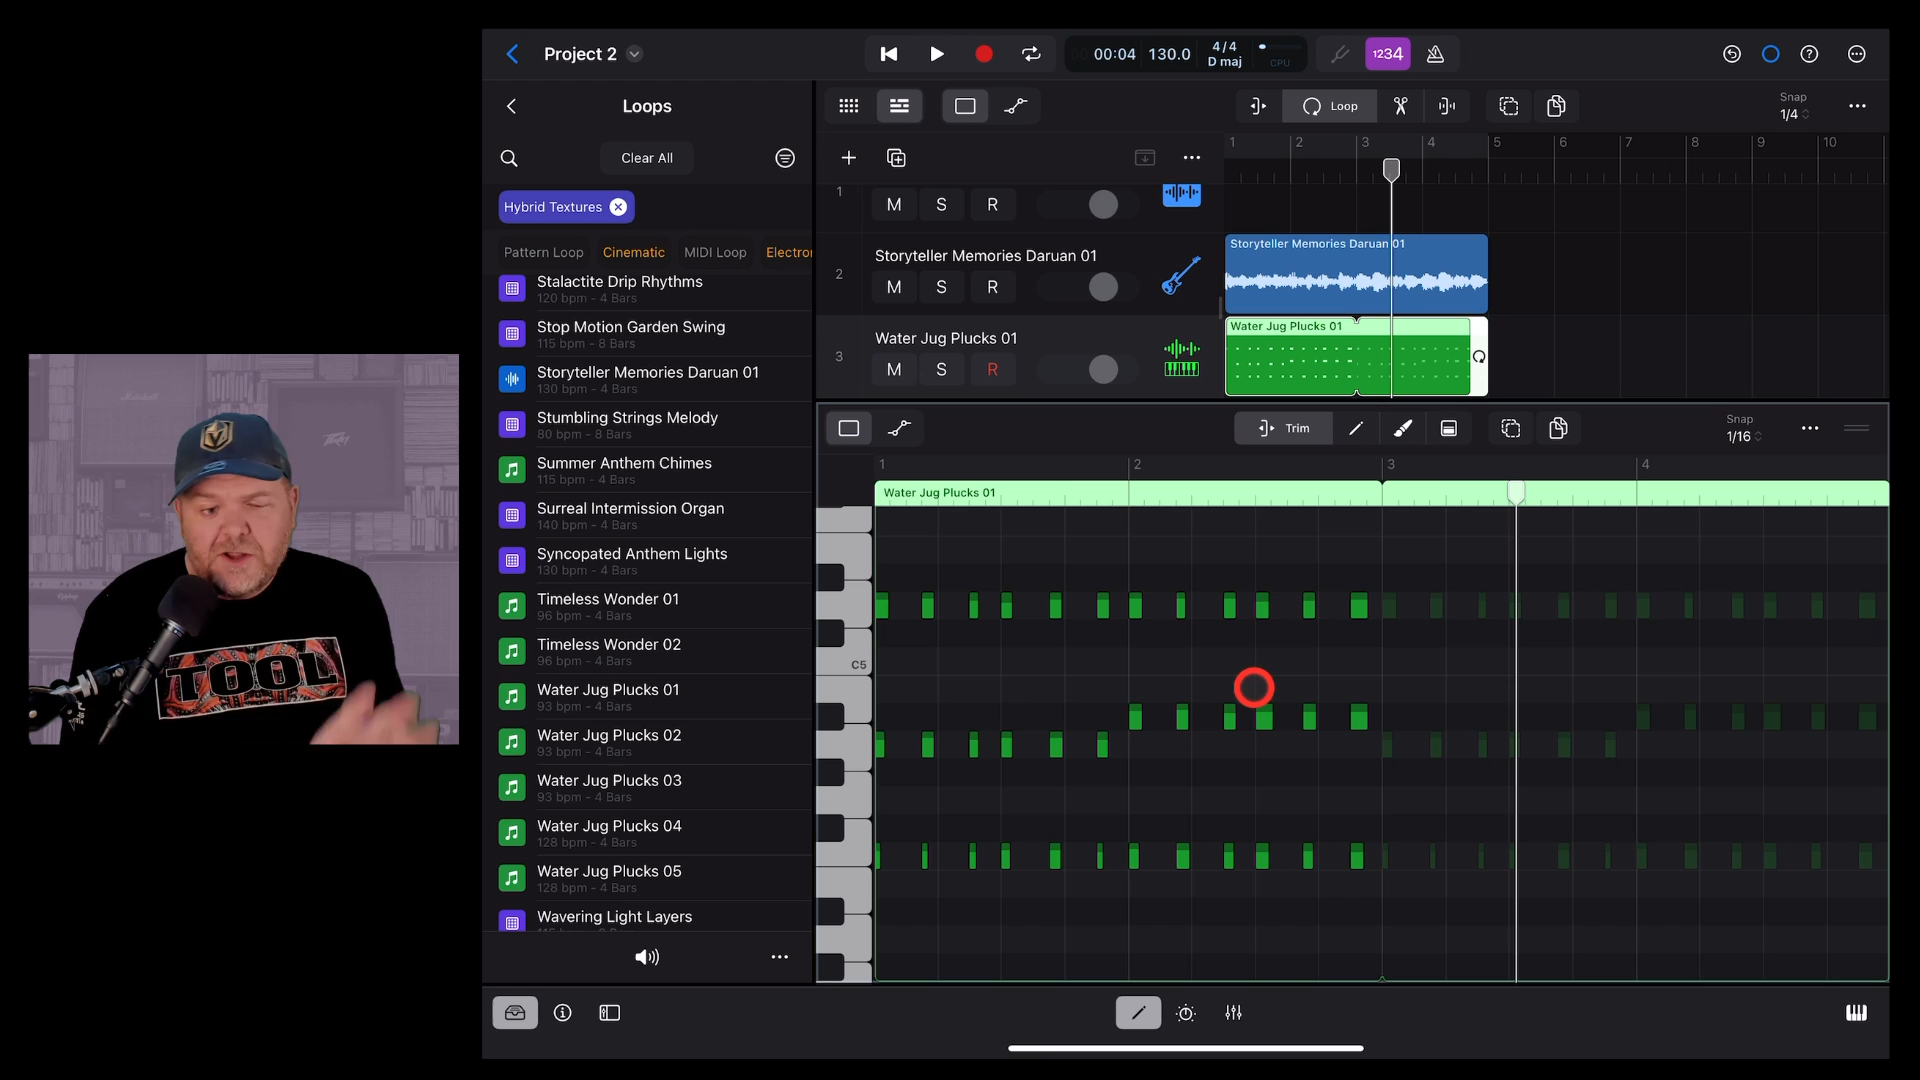 Project 2
00:04
130.0
4/4
D maj
CPU
1234
Loops
Loop
Snap
1/4
Clear All
1
2
3
4
5
6
7
8
9
10
Hybrid Textures
Pattern Loop
Cinematic
MIDI Loop
Electror
1
M
S
R
Stalactite Drip Rhythms
120 bpm - 4 Bars
Stop Motion Garden Swing
115 bpm - 8 Bars
Storyteller Memories Daruan 01
130 bpm - 4 Bars
Stumbling Strings Melody
80 bpm - 8 Bars
Summer Anthem Chimes
115 bpm - 4 Bars
Surreal Intermission Organ
140 bpm - 4 Bars
Syncopated Anthem Lights
130 bpm - 4 Bars
Timeless Wonder 01
96 bpm - 4 Bars
Timeless Wonder 02
96 bpm - 4 Bars
Water Jug Plucks 01
93 bpm - 4 Bars
Water Jug Plucks 02
93 bpm - 4 Bars
Water Jug Plucks 03
93 bpm - 4 Bars
Water Jug Plucks 04
128 bpm - 4 Bars
Water Jug Plucks 05
128 bpm - 4 Bars
Wavering Light Layers
2
Storyteller Memories Daruan 01
M
S
R
Storyteller Memories Daruan 01
3
Water Jug Plucks 01
M
S
R
Water Jug Plucks 01
Trim
Snap
1/16
1
2
3
4
Water Jug Plucks 01
C5
TOOL